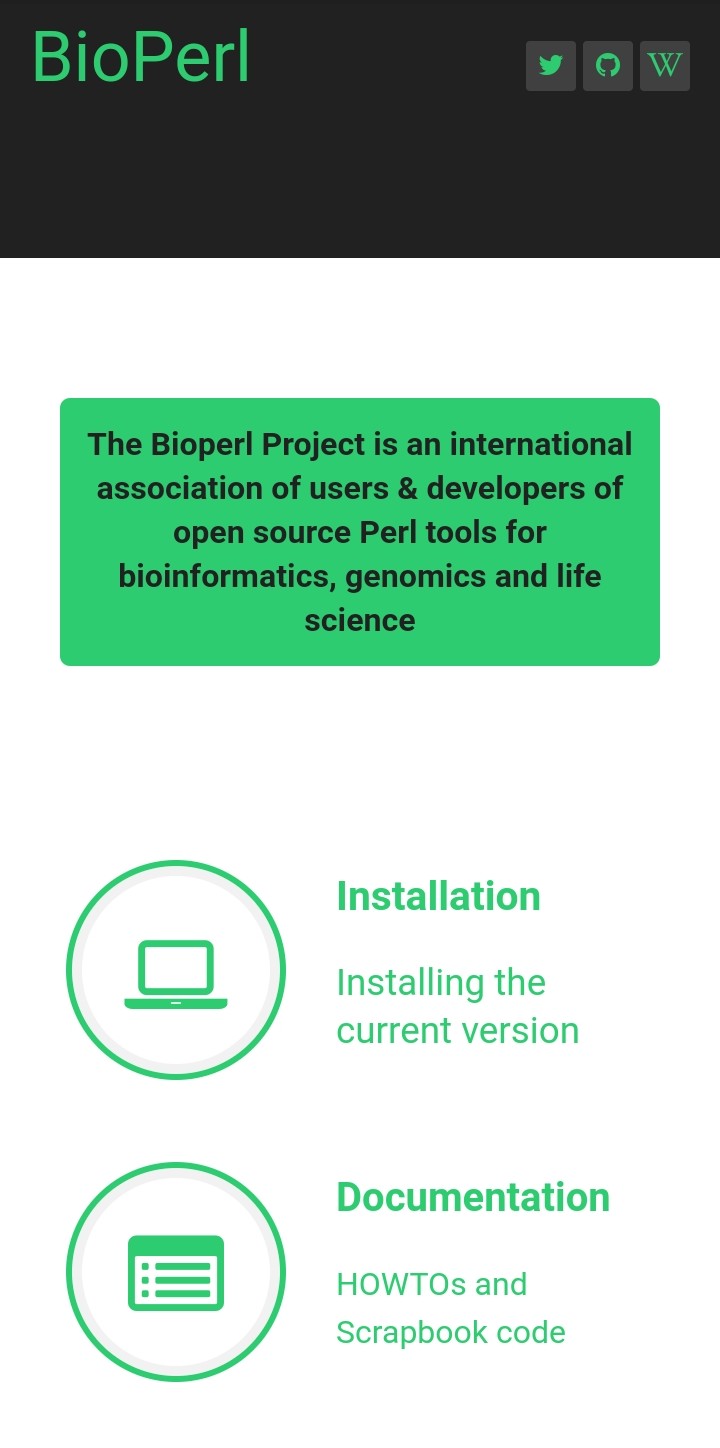 BioPerl
W
The Bioperl Project is an international
association of users & developers of
open source Perl tools for
bioinformatics, genomics and life
science
Installation
Installing the
current version
Documentation
HOWTOs and
Scrapbook code